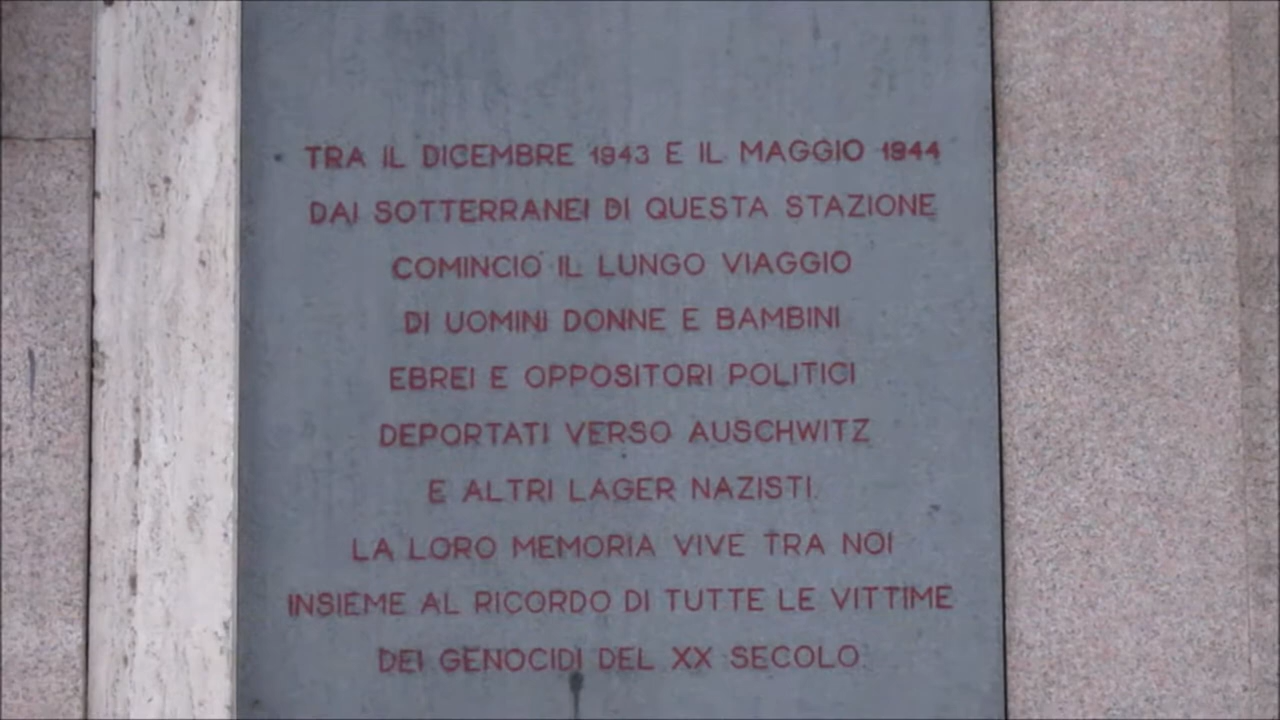 TRA IL DICEMBRE 1943 E IL MAGGIO 1944
DAI SOTTERRANEI DI QUESTA STAZIONE
COMINCIO' IL LUNGO VIAGGIO
DI UOMINI DONNE E BAMBINI
EBREI E OPPOSITORI POLITICI
DEPORTATI VERSO AUSCHWITZ
E ALTRI LAGER NAZISTI.
LA LORO MEMORIA VIVE TRA NOI
INSIEME AL RICORDO DI TUTTE LE VITTIME
DEI GENOCIDI DEL XX SECOLO.